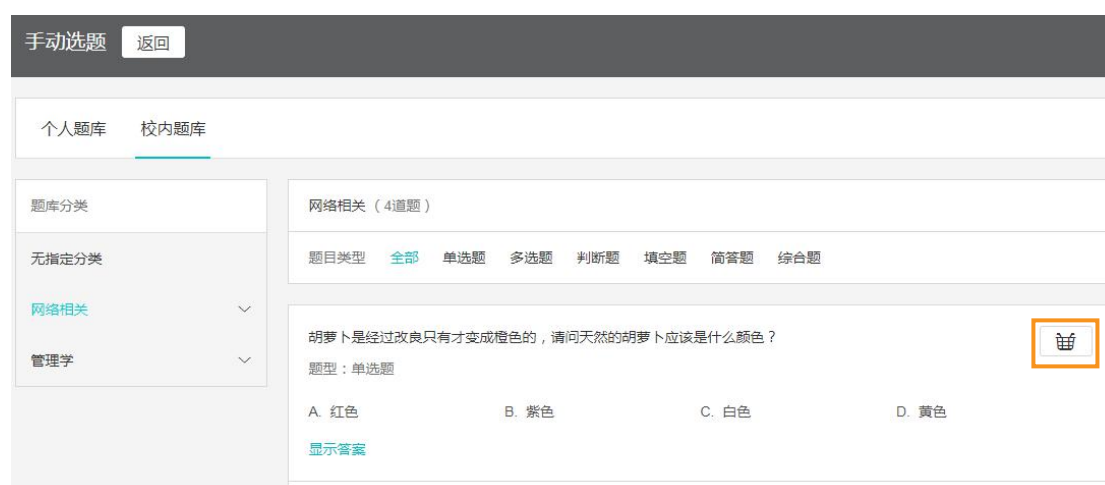 手动选题 返回
个人题库 校内题库
题库分类
无指定分类
网络相关
管理学
网络相关（4道题）
题目类型 全部 单选题 多选题 判断题 填空题 简答题 综合题
胡萝卜是经过改良只有才变成橙色的，请问天然的胡萝卜应该是什么颜色？
题型：单选题
A. 红色 B. 紫色 C. 白色 D. 黄色
显示答案